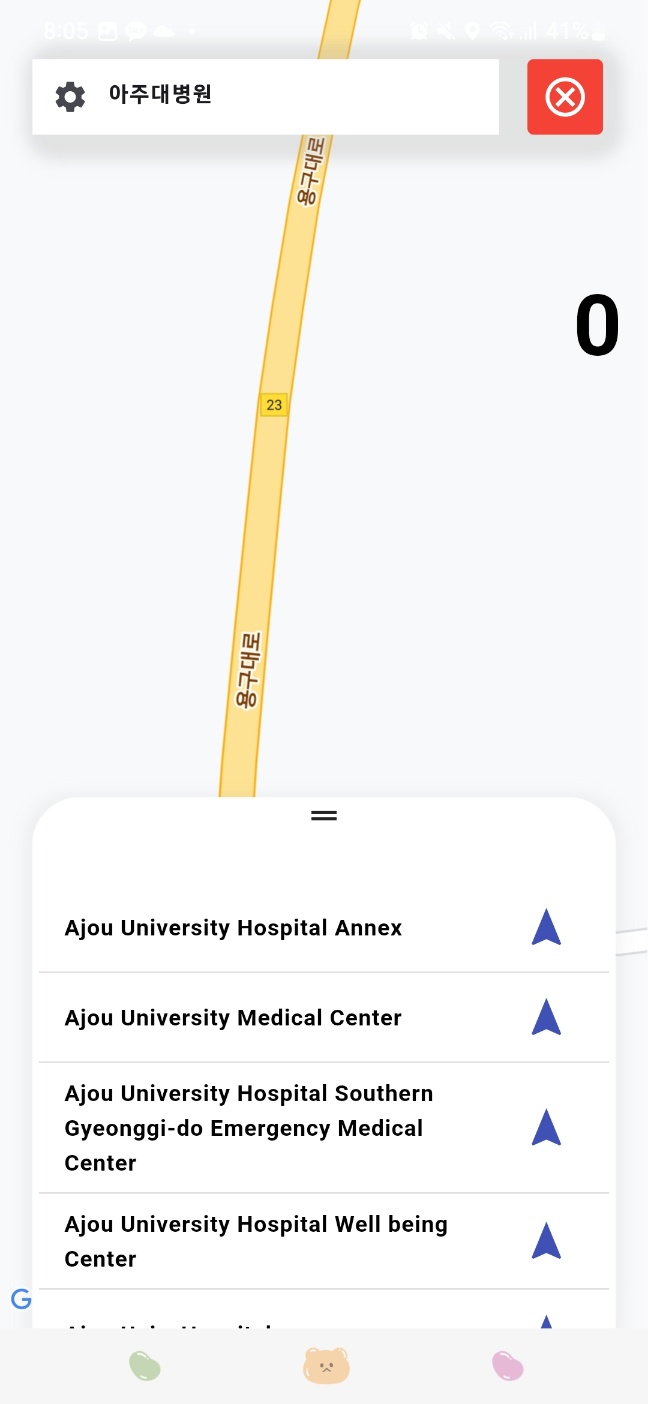 8:05
41%
아주대병원
용구대로
0
23
용구대로
Ajou University Hospital Annex
Ajou University Medical Center
Ajou University Hospital Southern
Gyeonggi-do Emergency Medical
Center
Ajou University Hospital Well being
Center
G